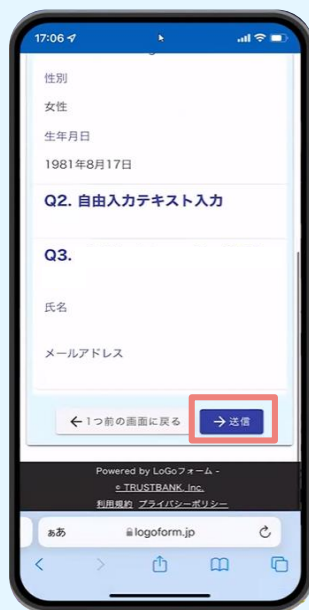 17:06
性別
女性
生年月日
1981年8月17日
Q2. 自由入力テキスト入力
Q3.
氏名
メールアドレス
←1つ前の画面に戻る →送信
Powered by LoGoフォーム -
© TRUSTBANK, Inc.
利用規約 プライバシーポリシー
ぁあ logoform.jp